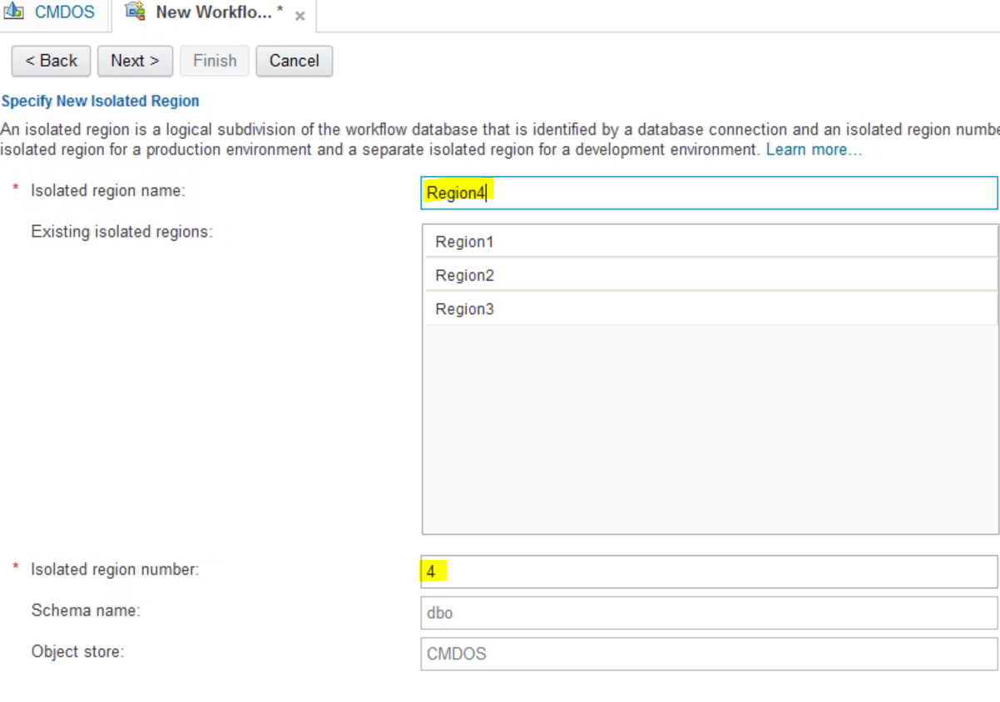 CMDOS
New Workflo... *
< Back Next > Finish Cancel
Specify New Isolated Region
An isolated region is a logical subdivision of the workflow database that is identified by a database connection and an isolated region numbe
isolated region for a production environment and a separate isolated region for a development environment. Learn more...
* Isolated region name: Region4
Existing isolated regions:
Region1
Region2
Region3
* Isolated region number: 4
Schema name: dbo
Object store: CMDOS